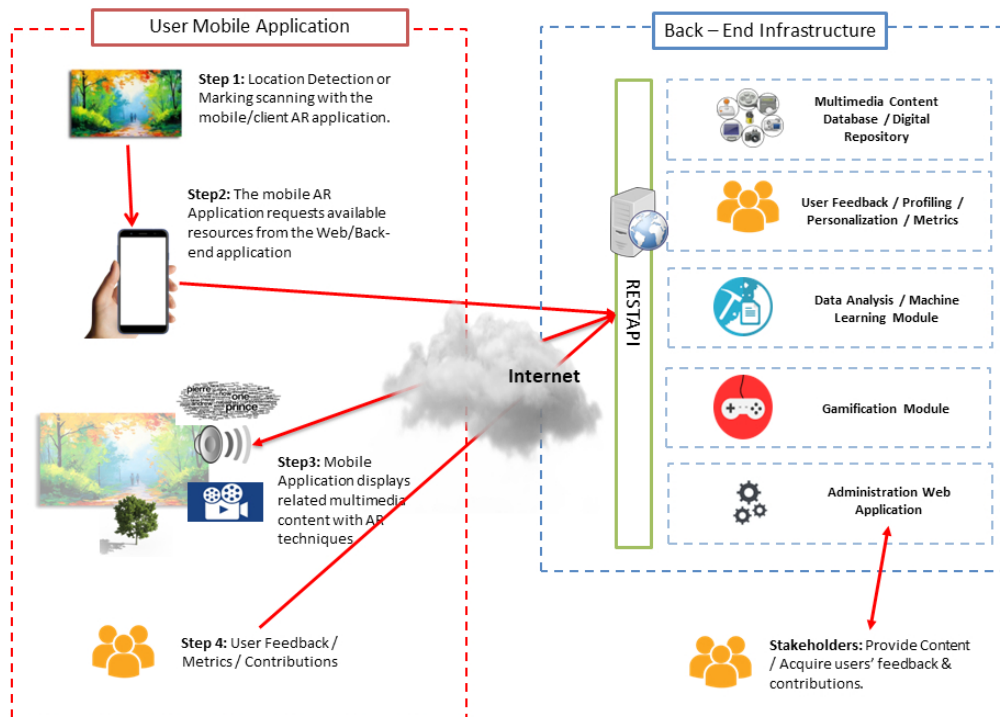 User Mobile Application
Step 1: Location Detection or
Marking scanning with the
mobile/client AR application.
Step2: The mobile AR
Application requests available
resources from the Web/Back-
end application
pierre
one
prince
Step3: Mobile
Application displays
related multimedia
content with AR
techniques
Step 4: User Feedback /
Metrics / Contributions
Internet
Back – End Infrastructure
RESTAPI
Multimedia Content
Database / Digital
Repository
User Feedback / Profiling /
Personalization / Metrics
Data Analysis / Machine
Learning Module
Gamification Module
Administration Web
Application
Stakeholders: Provide Content
/ Acquire users' feedback &
contributions.